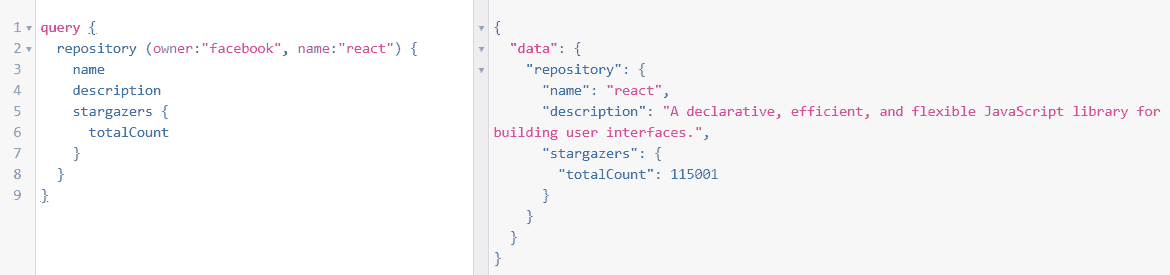 1 query {
2 repository (owner:"facebook", name:"react") {
3 name
4 description
5 stargazers {
6 totalCount
7 }
8 }
9 }
{
"data": {
"repository": {
"name": "react",
"description": "A declarative, efficient, and flexible JavaScript library for
building user interfaces.",
"stargazers": {
"totalCount": 115001
}
}
}
}